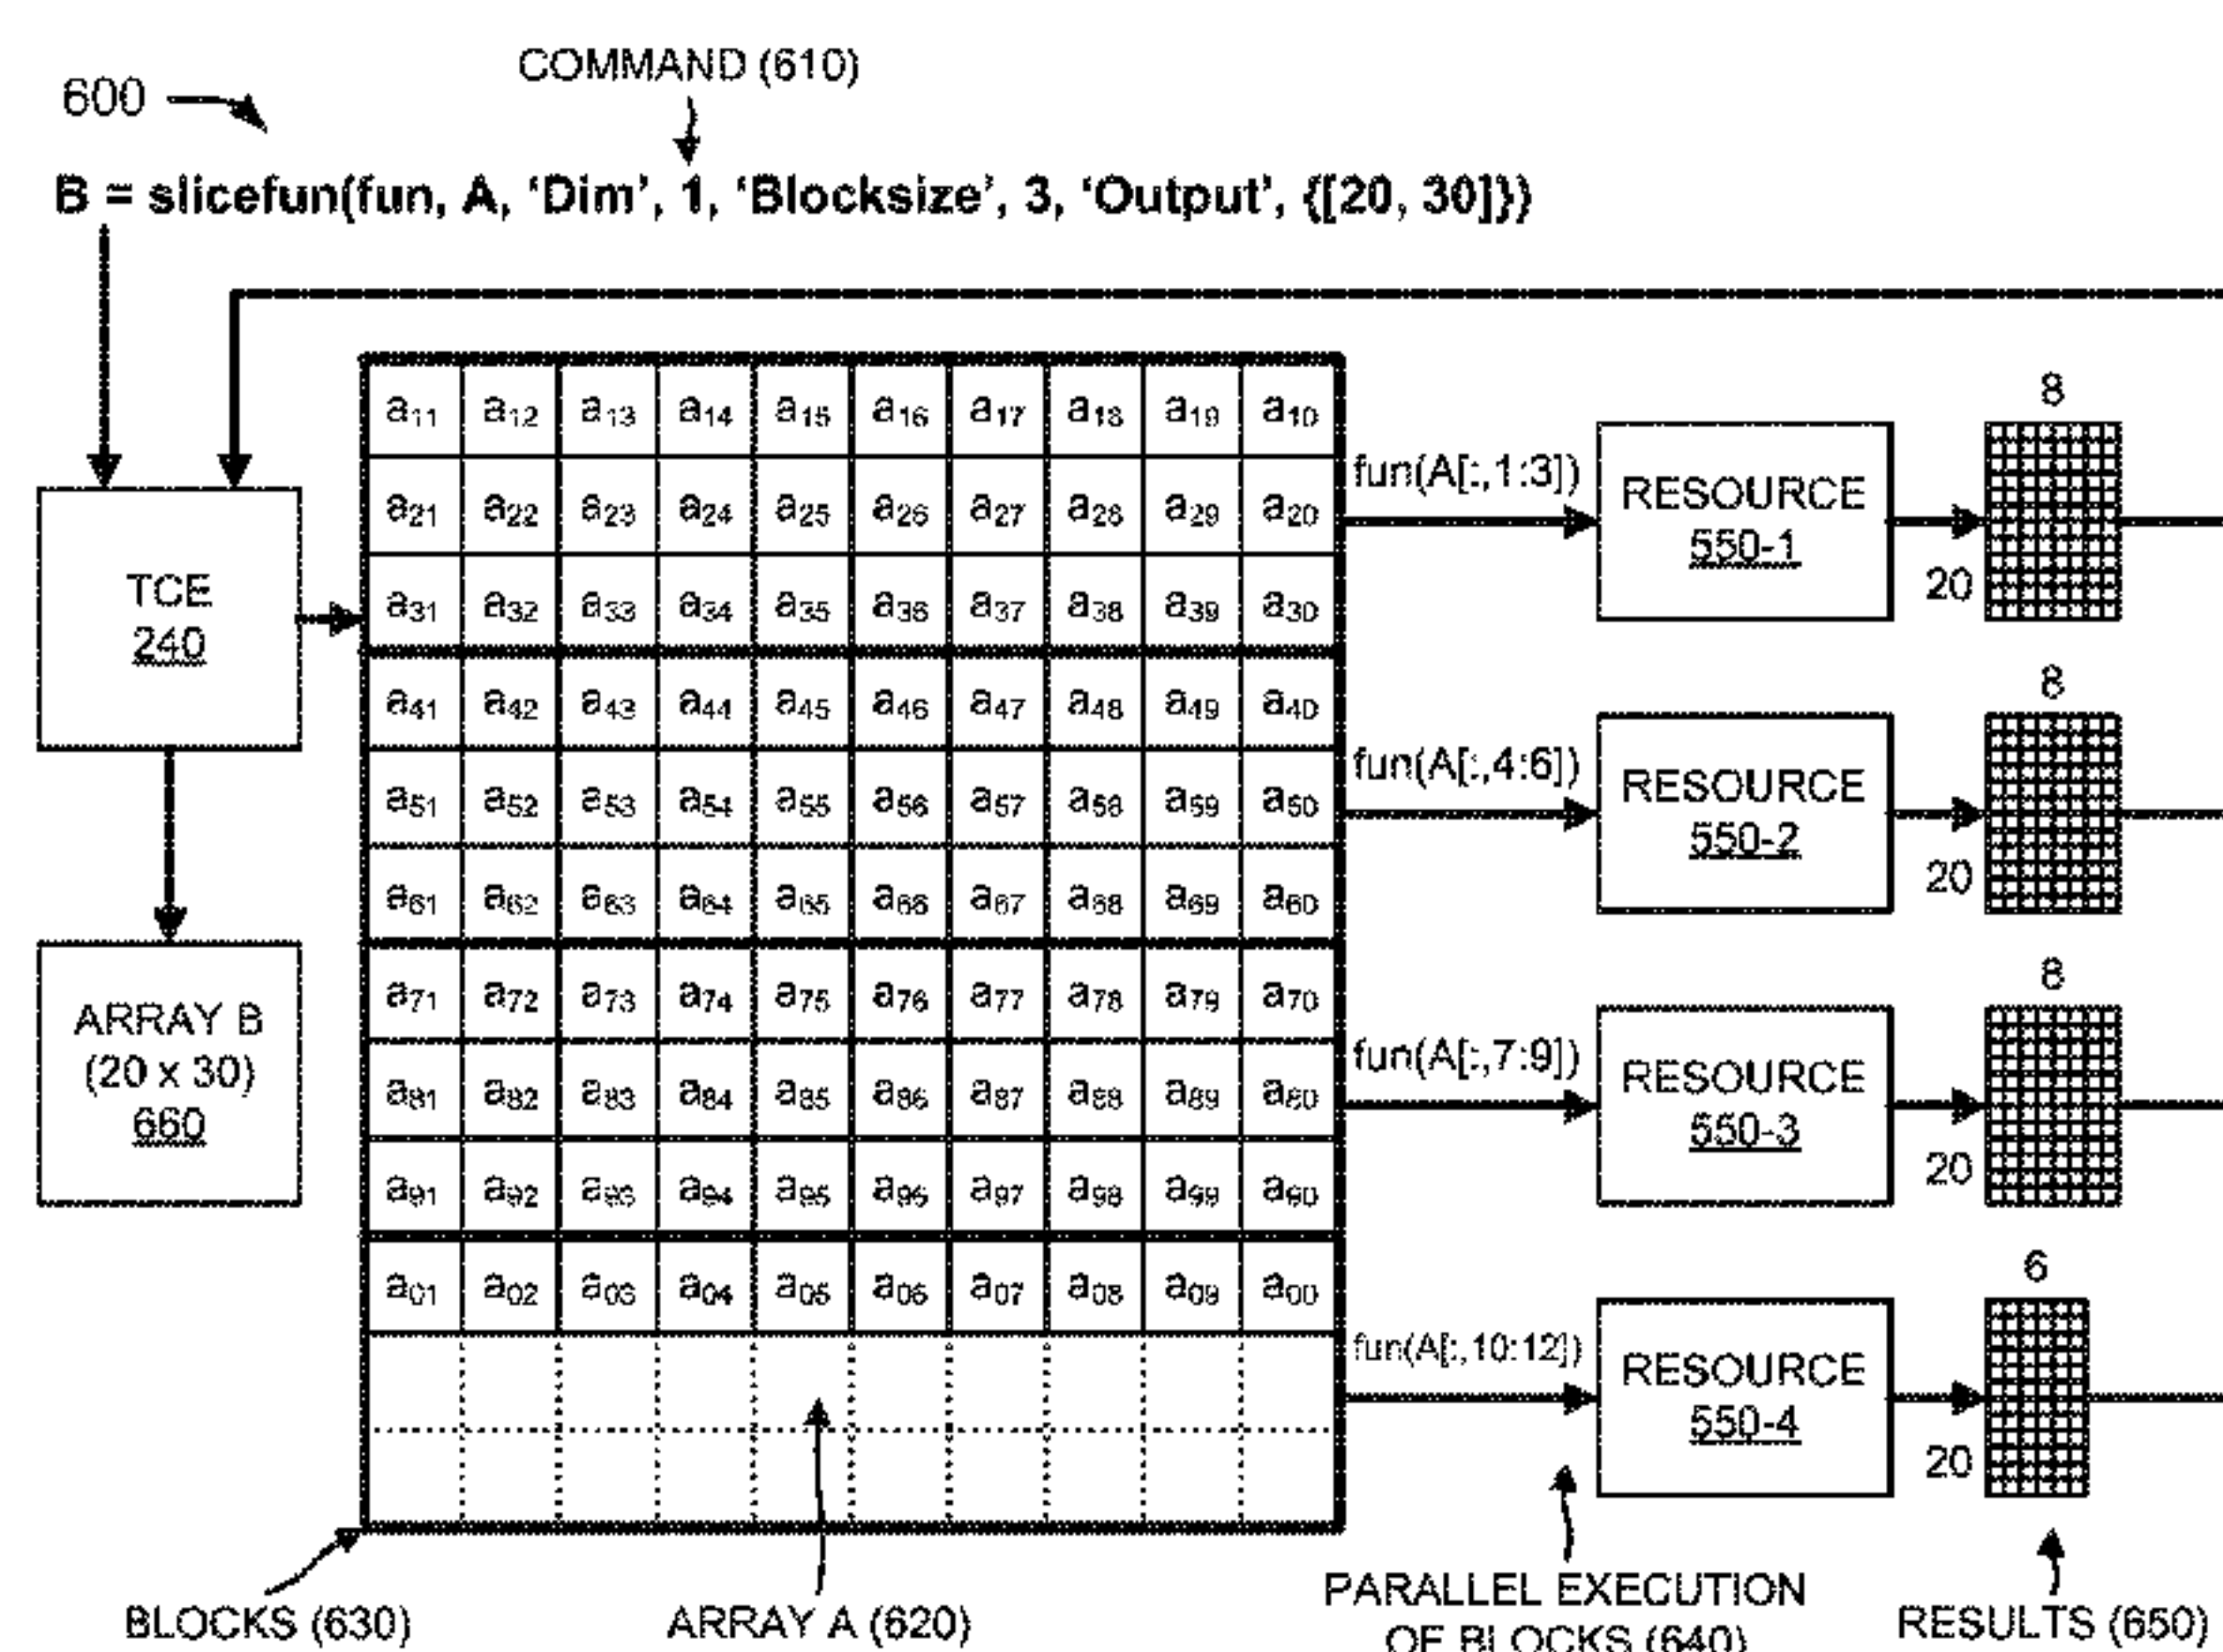 COMMAND (610)
600
B = slicefun(fun, A, ‘Dim’, 1, ‘Blocksize’, 3, ‘Output’, {[20, 30]})
TCE
240
ARRAY B
(20 x 30)
660
a11 a12 a13 a14 a15 a16 a17 a18 a19 a10
a21 a22 a23 a24 a25 a26 a27 a28 a29 a20
a31 a32 a33 a34 a35 a36 a37 a38 a39 a30
a41 a42 a43 a44 a45 a46 a47 a48 a49 a40
a51 a52 a53 a54 a55 a56 a57 a58 a59 a50
a61 a62 a63 a64 a65 a66 a67 a68 a69 a60
a71 a72 a73 a74 a75 a76 a77 a78 a79 a70
a81 a82 a83 a84 a85 a86 a87 a88 a89 a80
a91 a92 a93 a94 a95 a96 a97 a98 a99 a90
a01 a02 a03 a04 a05 a06 a07 a08 a09 a00
fun(A[:,1:3])
RESOURCE
550-1
8
20
fun(A[:,4:6])
RESOURCE
550-2
8
20
fun(A[:,7:9])
RESOURCE
550-3
8
20
fun(A[:,10:12])
RESOURCE
550-4
6
20
BLOCKS (630)
ARRAY A (620)
PARALLEL EXECUTION
OF BLOCKS (640)
RESULTS (650)